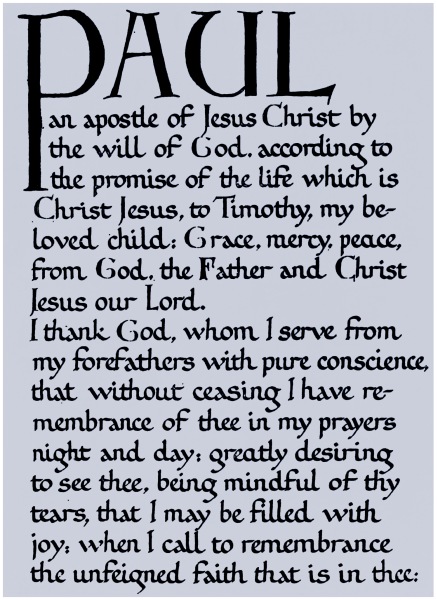 PAUL
an apostle of Jesus Christ by
the will of God, according to
the promise of the life which is
Christ Jesus, to Timothy, my be-
loved child: Grace, mercy, peace,
from God, the Father and Christ
Jesus our Lord.
I thank God, whom I serve from
my forefathers with pure conscience,
that without ceasing I have re-
membrance of thee in my prayers
night and day; greatly desiring
to see thee, being mindful of thy
tears, that I may be filled with
joy; when I call to remembrance
the unfeigned faith that is in thee: